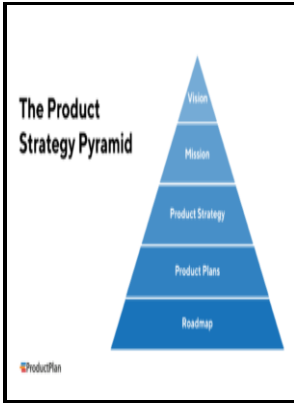 The Product
Strategy Pyramid
Vision
Mission
Product Strategy
Product Plans
Roadmap
ProductPlan